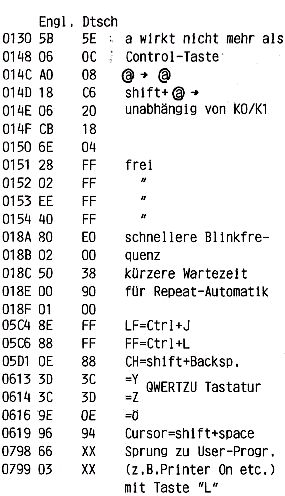 Engl. Dtsch
0130 5B 5E ; a wirkt nicht mehr als
0148 06 0C : Control-Taste
014C A0 08 @ → @
014D 18 C6 shift+@ →
014E 06 20 unabhängig von K0/K1
014F CB 18
0150 6E 04
0151 28 FF frei
0152 02 FF "
0153 EE FF "
0154 40 FF "
018A 80 E0 schnellere Blinkfre-
018B 02 00 quenz
018C 50 38 kürzere Wartezeit
018E 00 90 für Repeat-Automatik
018F 01 00
05C4 8E FF LF=Ctrl+J
05C6 88 FF FF=Ctrl+L
05D1 0E 88 CH=shift+Backsp.
0613 3D 3C =Y QWERTZU Tastatur
0614 3C 3D =Z
0616 9E 0E =ö
0619 96 94 Cursor=shift+space
0798 66 XX Sprung zu User-Progr.
0799 03 XX (z.B.Printer On etc.)
mit Taste "L"